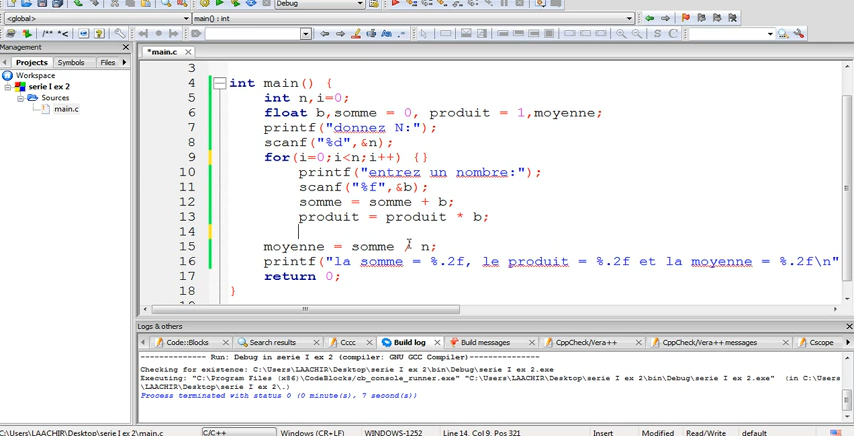 Debug
<global>
main() : int
/** *<
Management
*main.c
Projects
Symbols
Files
Workspace
serie I ex 2
Sources
main.c
3
4 int main() {
5 int n,i=0;
6 float b,somme = 0, produit = 1,moyenne;
7 printf("donnez N:");
8 scanf("%d",&n);
9 for(i=0;i<n;i++) {}
10 printf("entrez un nombre:");
11 scanf("%f",&b);
12 somme = somme + b;
13 produit = produit * b;
14
15 moyenne = somme / n;
16 printf("la somme = %.2f, le produit = %.2f et la moyenne = %.2f\n"
17 return 0;
18 }
Logs & others
Code::Blocks
Search results
Cccc
Build log
Build messages
CppCheck/Vera++
CppCheck/Vera++ messages
Cscope
-------------- Run: Debug in serie I ex 2 (compiler: GNU GCC Compiler)---------------
Checking for existence: C:\Users\LAACHIR\Desktop\serie I ex 2\bin\Debug\serie I ex 2.exe
Executing: "C:\Program Files (x86)\CodeBlocks/cb_console_runner.exe" "C:\Users\LAACHIR\Desktop\serie I ex 2\bin\Debug\serie I ex 2.exe" (in C:\Users
\LAACHIR\Desktop\serie I ex 2\.)
Process terminated with status 0 (0 minute(s), 7 second(s))
\serie I ex 2\main.c
C/C++
Windows (CR+LF)
WINDOWS-1252
Line 14, Col 9, Pos 321
Insert
Modified
Read/Write
default